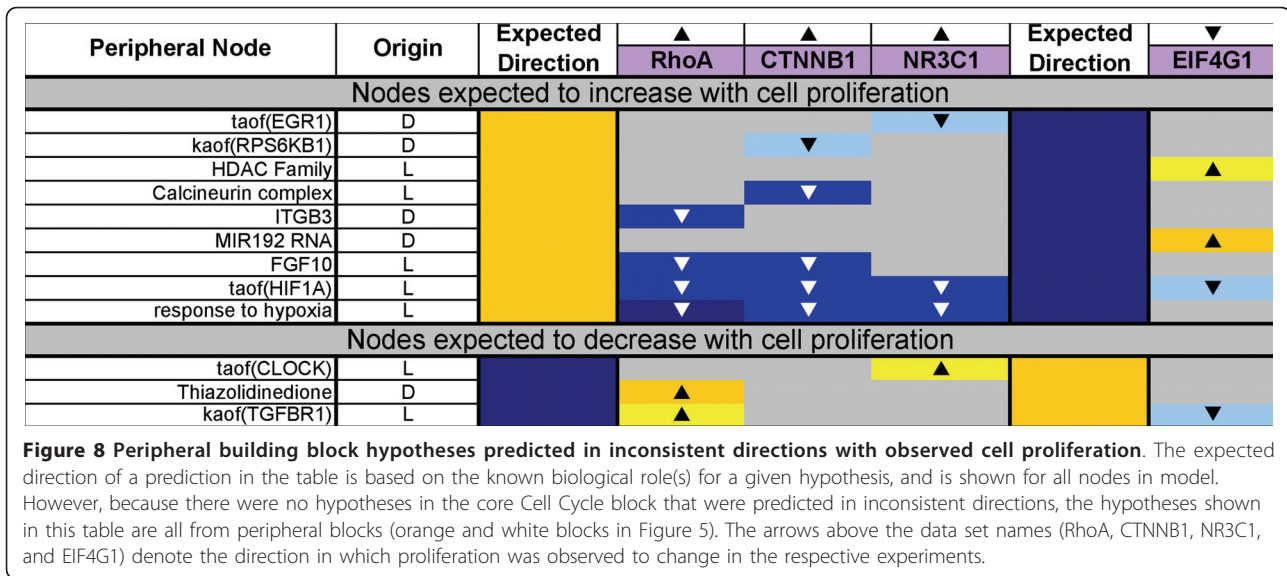 Peripheral Node Origin Expected Direction ▲ RhoA ▲ CTNNB1 ▲ NR3C1 Expected Direction ▼ EIF4G1
Nodes expected to increase with cell proliferation
taof(EGR1) D ▼
kaof(RPS6KB1) D ▼
HDAC Family L ▲
Calcineurin complex L ▼
ITGB3 D ▼
MIR192 RNA D ▲
FGF10 L ▼ ▼
taof(HIF1A) L ▼ ▼ ▼ ▼
response to hypoxia L ▼ ▼ ▼
Nodes expected to decrease with cell proliferation
taof(CLOCK) L ▲
Thiazolidinedione D ▲
kaof(TGFBR1) L ▲ ▼
Figure 8 Peripheral building block hypotheses predicted in inconsistent directions with observed cell proliferation. The expected
direction of a prediction in the table is based on the known biological role(s) for a given hypothesis, and is shown for all nodes in model.
However, because there were no hypotheses in the core Cell Cycle block that were predicted in inconsistent directions, the hypotheses shown
in this table are all from peripheral blocks (orange and white blocks in Figure 5). The arrows above the data set names (RhoA, CTNNB1, NR3C1,
and EIF4G1) denote the direction in which proliferation was observed to change in the respective experiments.